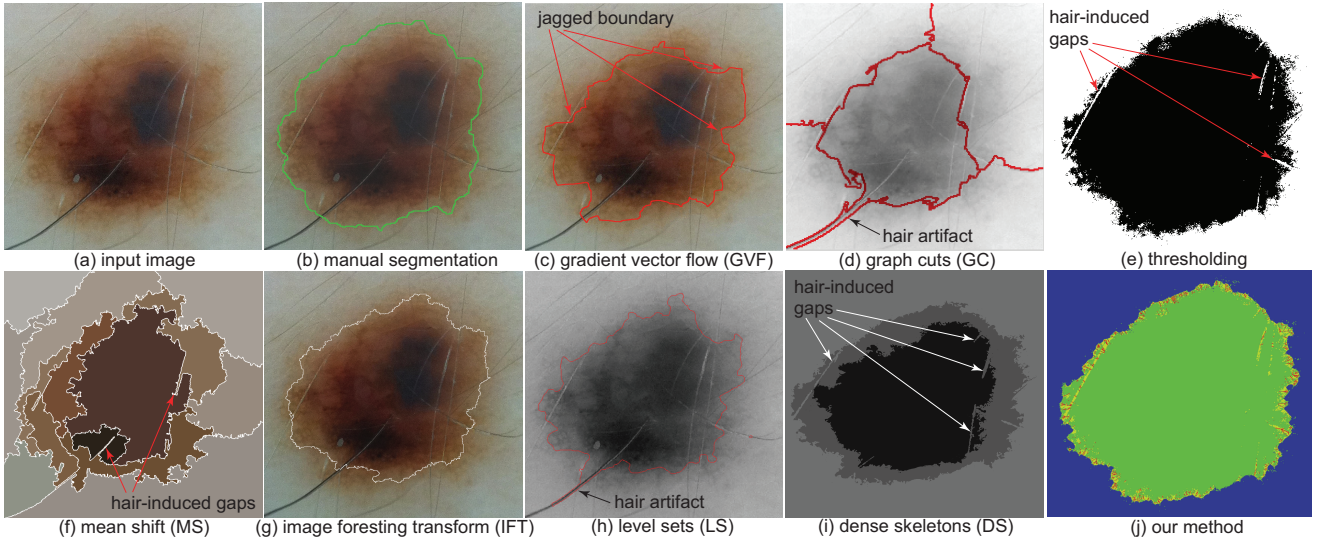 jagged boundary
hair-induced
gaps
hair artifact
(a) input image
(b) manual segmentation
(c) gradient vector flow (GVF)
(d) graph cuts (GC)
(e) thresholding
hair-induced gaps
hair artifact
hair-induced
gaps
(f) mean shift (MS)
(g) image foresting transform (IFT)
(h) level sets (LS)
(i) dense skeletons (DS)
(j) our method